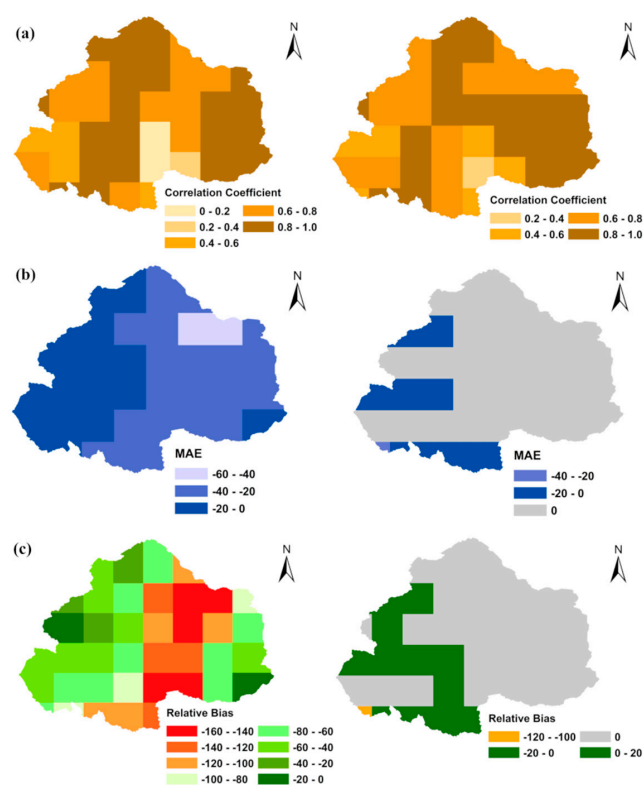 (a)
N
N
Correlation Coefficient
0 - 0.2
0.6 - 0.8
0.2 - 0.4
0.8 - 1.0
0.4 - 0.6
Correlation Coefficient
0.2 - 0.4
0.6 - 0.8
0.4 - 0.6
0.8 - 1.0
(b)
N
N
MAE
-60 - -40
-40 - -20
-20 - 0
MAE
-40 - -20
-20 - 0
0
(c)
N
N
Relative Bias
-160 - -140
-80 - -60
-140 - -120
-60 - -40
-120 - -100
-40 - -20
-100 - -80
-20 - 0
Relative Bias
-120 - -100
0
-20 - 0
0 - 20